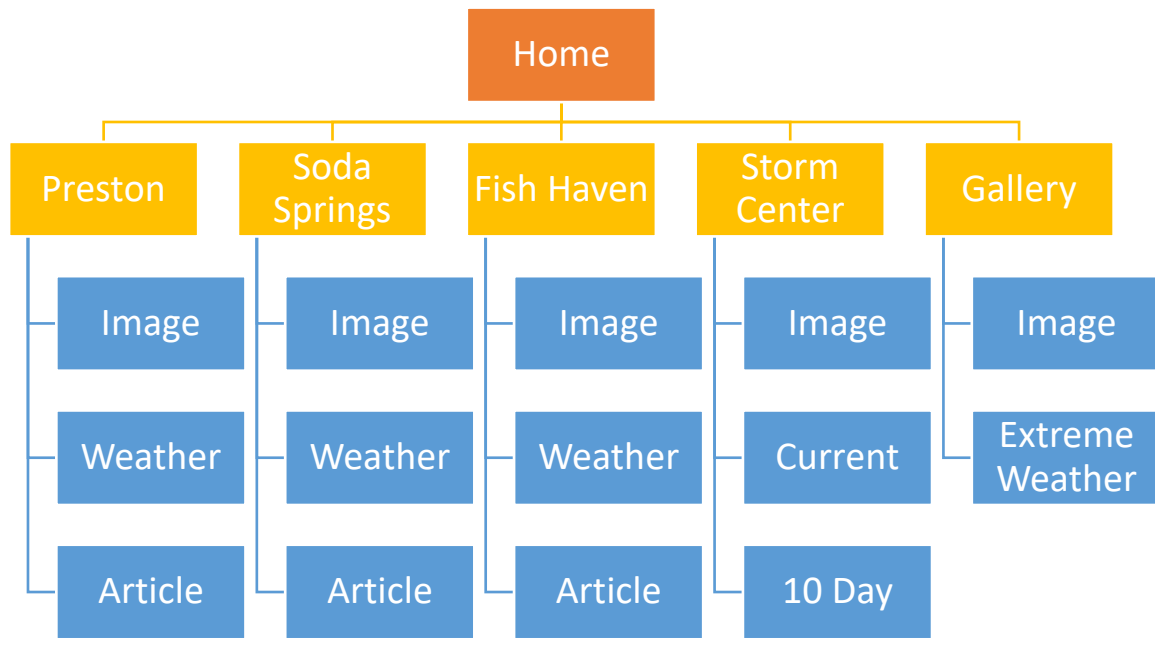 Home
Preston
Soda
Springs
Fish Haven
Storm
Center
Gallery
Image
Image
Image
Image
Image
Weather
Weather
Weather
Current
Extreme
Weather
Article
Article
Article
10 Day